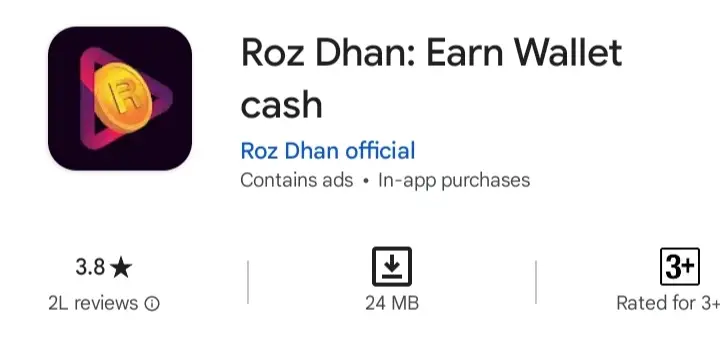 Roz Dhan: Earn Wallet
cash
Roz Dhan official
Contains ads • In-app purchases
3.8★
3+
2L reviews ⓘ
24 MB
Rated for 3+
R